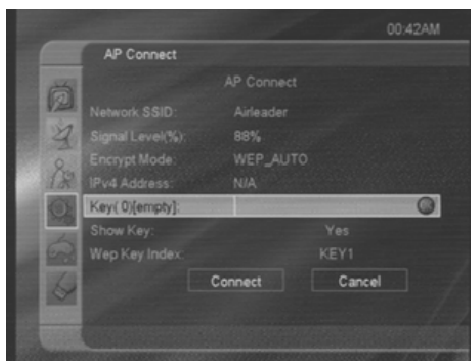 00:42AM
AP Connect
AP Connect
Network SSID: Airleader
Signal Level(%): 88%
Encrypt Mode: WEP_AUTO
IPv4 Address: N/A
Key( 0)[empty]:
Show Key: Yes
Wep Key Index: KEY1
Connect Cancel